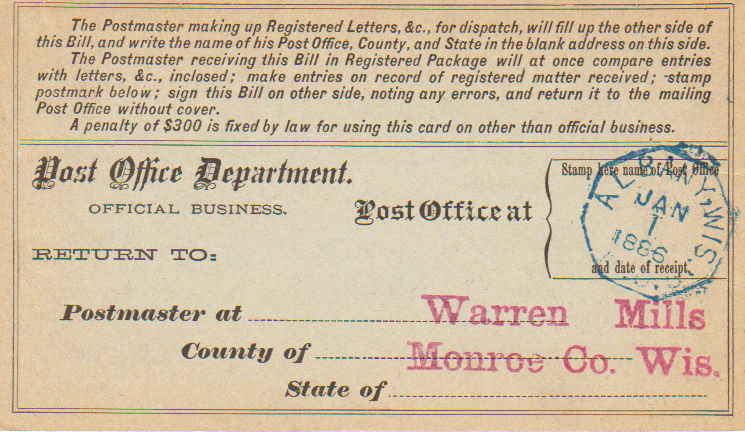 The Postmaster making up Registered Letters, &c., for dispatch, will fill up the other side of
this Bill, and write the name of his Post Office, County, and State in the blank address on this side.
The Postmaster receiving this Bill in Registered Package will at once compare entries
with letters, &c., inclosed; make entries on record of registered matter received; stamp
postmark below; sign this Bill on other side, noting any errors, and return it to the mailing
Post Office without cover.
A penalty of $300 is fixed by law for using this card on other than official business.
Post Office Department.
OFFICIAL BUSINESS.
Post Office at
Stamp here name of Post Office
ALBANY, WIS.
JAN
1
1886
and date of receipt.
RETURN TO:
Postmaster at Warren Mills
County of Monroe Co. Wis.
State of